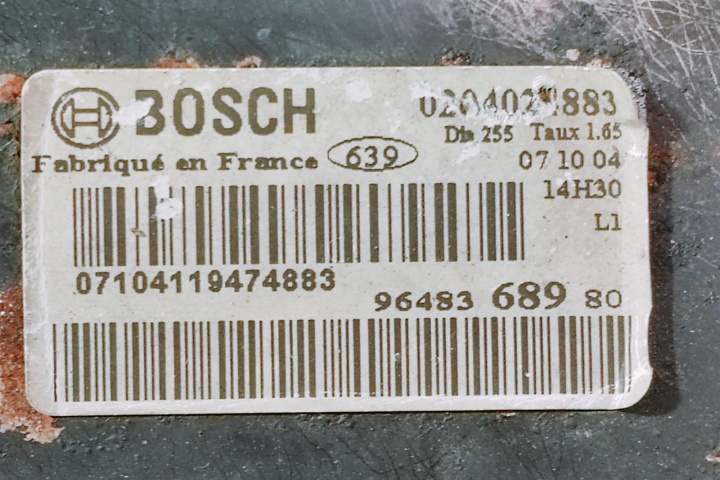 BOSCH
Dia 255 Taux 1.65
Fabriqué en France 639 07 10 04
14H30
L1
07104119474883
96483 689 80